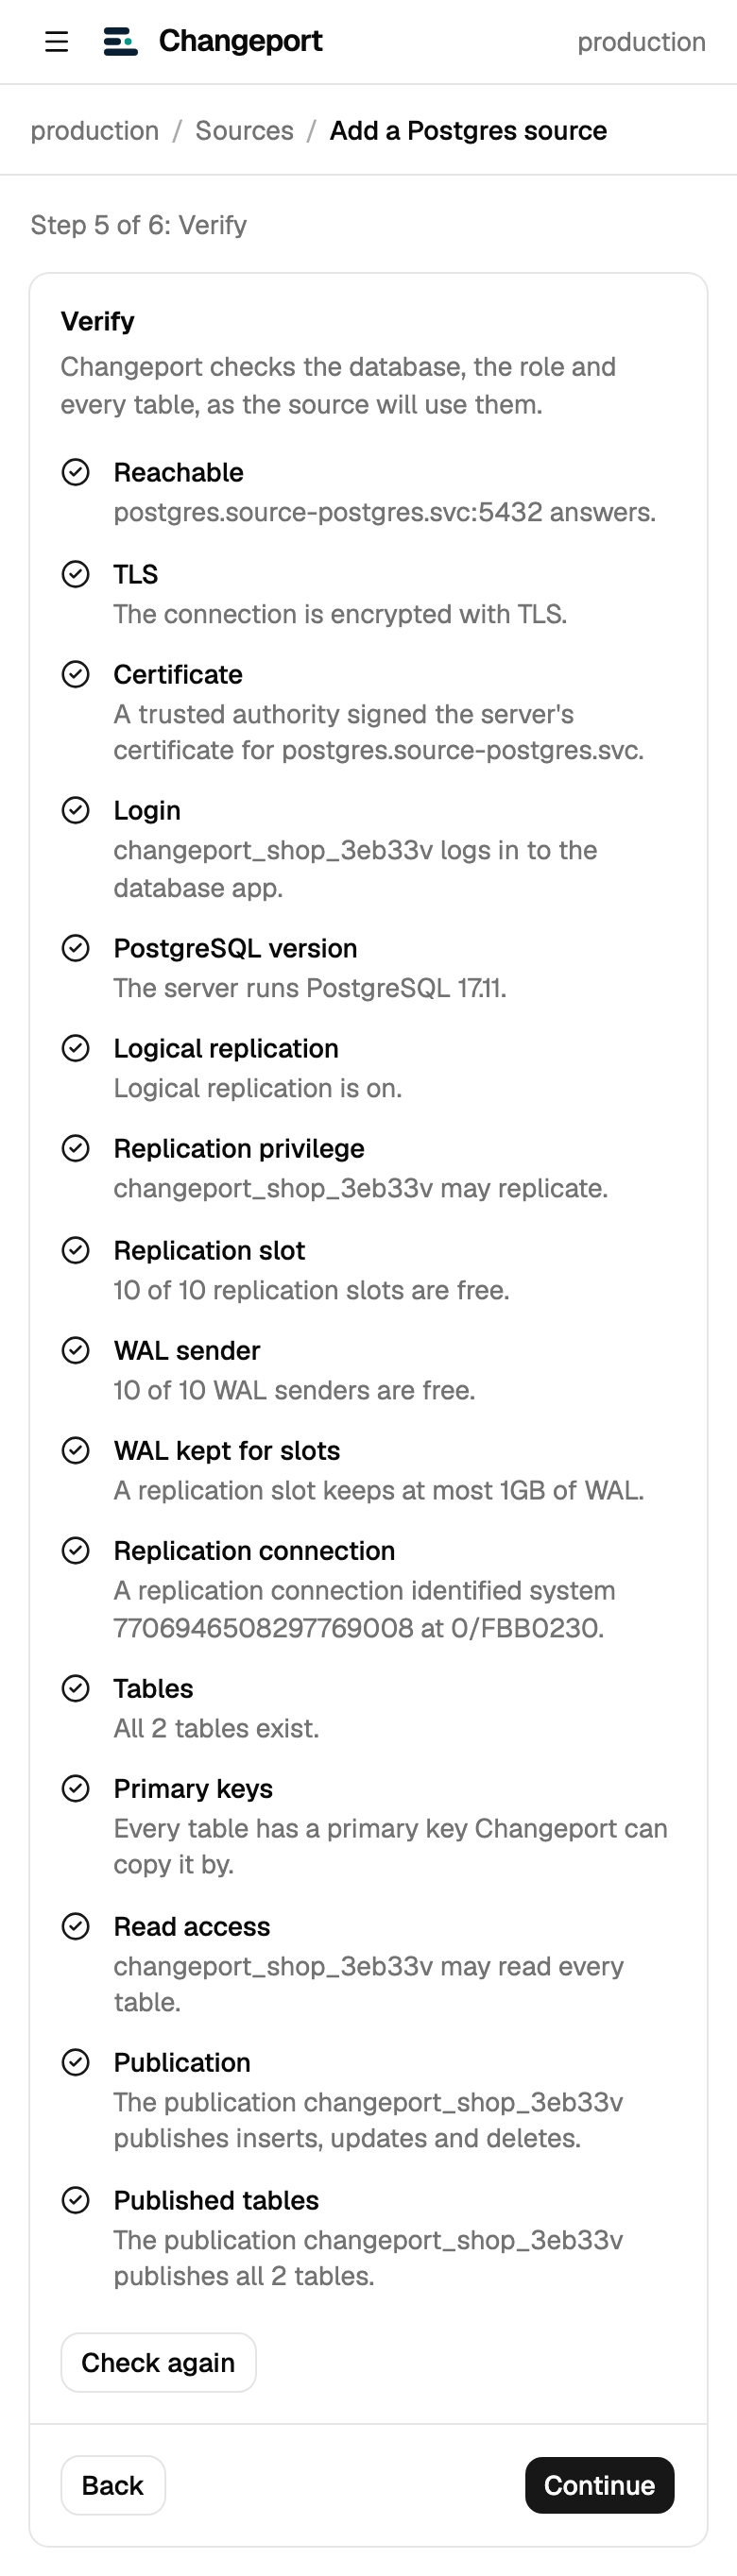 Changeport
production
production / Sources / Add a Postgres source
Step 5 of 6: Verify
Verify
Changeport checks the database, the role and
every table, as the source will use them.
Reachable
postgres.source-postgres.svc:5432 answers.
TLS
The connection is encrypted with TLS.
Certificate
A trusted authority signed the server's
certificate for postgres.source-postgres.svc.
Login
changeport_shop_3eb33v logs in to the
database app.
PostgreSQL version
The server runs PostgreSQL 17.11.
Logical replication
Logical replication is on.
Replication privilege
changeport_shop_3eb33v may replicate.
Replication slot
10 of 10 replication slots are free.
WAL sender
10 of 10 WAL senders are free.
WAL kept for slots
A replication slot keeps at most 1GB of WAL.
Replication connection
A replication connection identified system
7706946508297769008 at 0/FBB0230.
Tables
All 2 tables exist.
Primary keys
Every table has a primary key Changeport can
copy it by.
Read access
changeport_shop_3eb33v may read every
table.
Publication
The publication changeport_shop_3eb33v
publishes inserts, updates and deletes.
Published tables
The publication changeport_shop_3eb33v
publishes all 2 tables.
Check again
Back
Continue